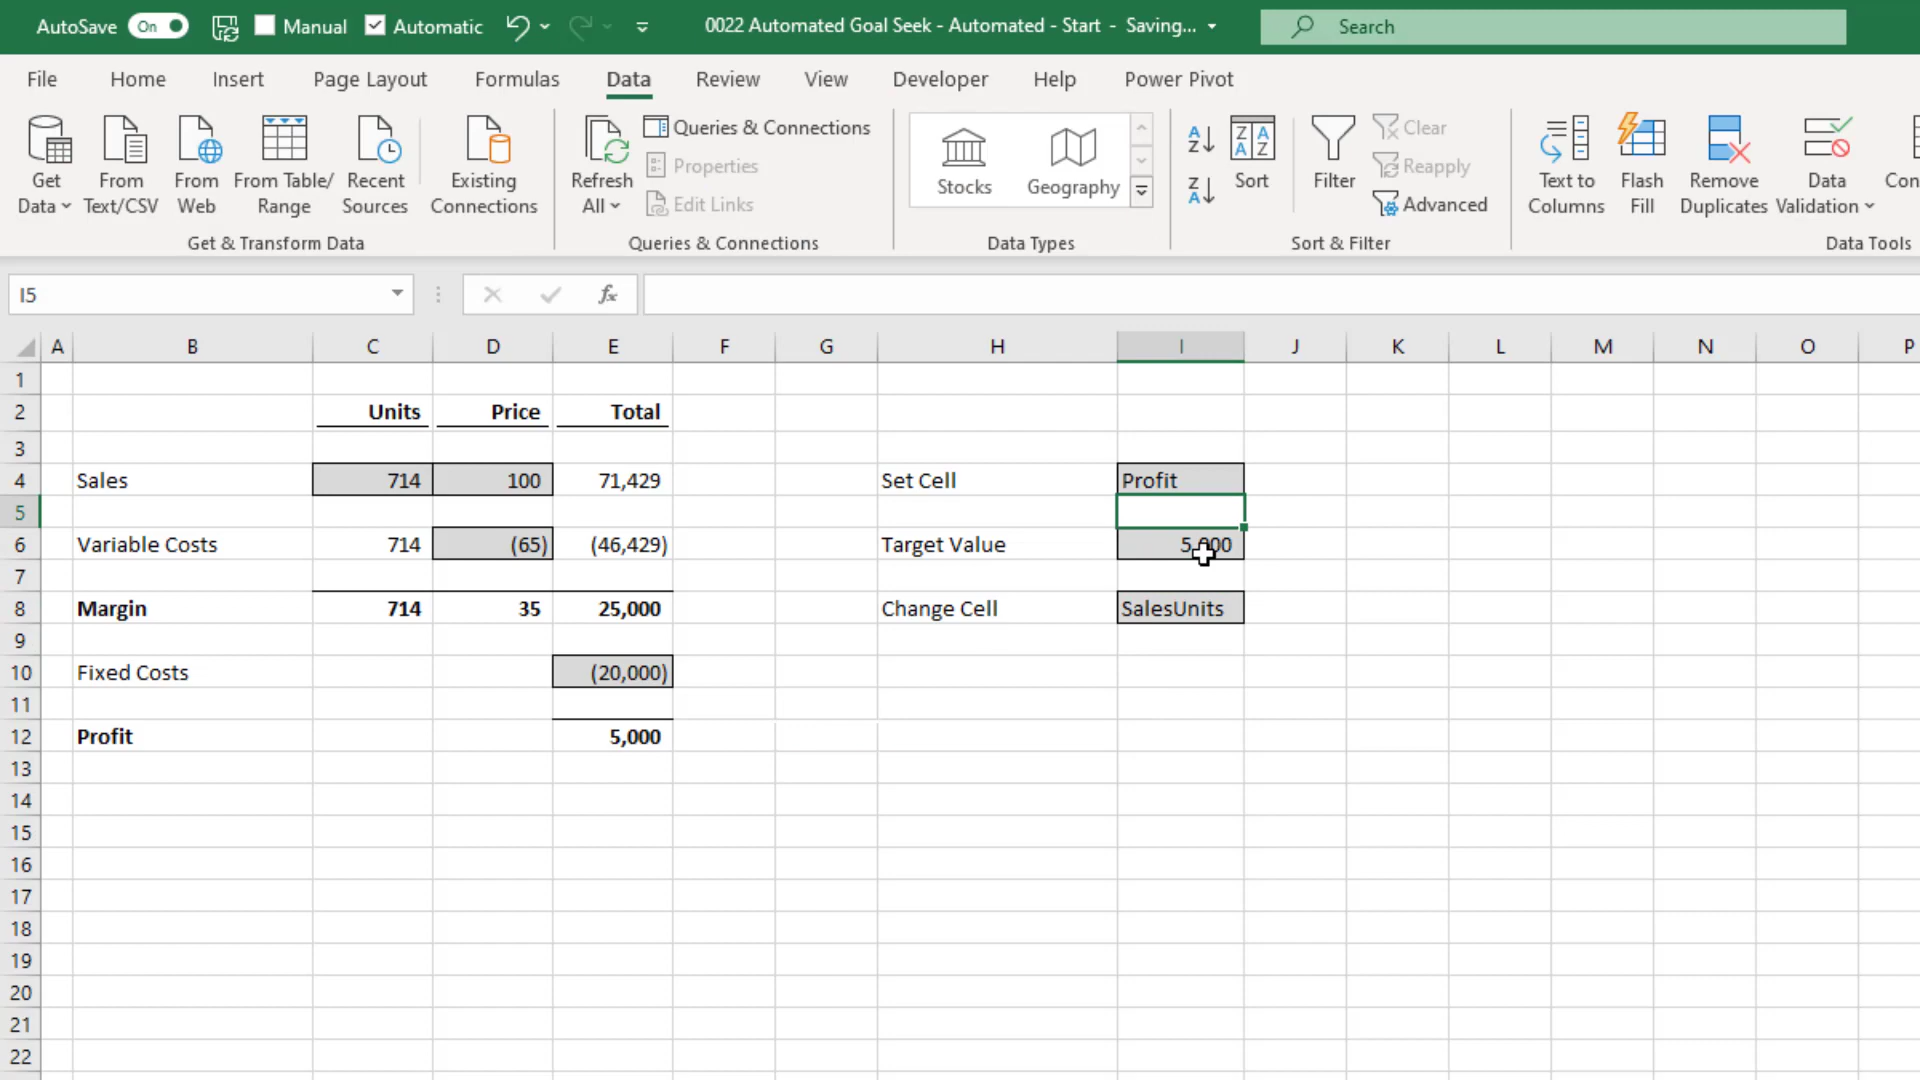 AutoSave On Manual Automatic 0022 Automated Goal Seek - Automated - Start - Saving... Search
File Home Insert Page Layout Formulas Data Review View Developer Help Power Pivot
Get Data
From Text/CSV
From Web
From Table/ Range
Recent Sources
Existing Connections
Get & Transform Data
Refresh All
Queries & Connections
Properties
Edit Links
Queries & Connections
Stocks
Geography
Data Types
Sort
Filter
Clear
Reapply
Advanced
Sort & Filter
Text to Columns
Flash Fill
Remove Duplicates
Data Validation
Con
Data Tools
I5 fx
A B C D E F G H I J K L M N O P
1
2 Units Price Total
3
4 Sales 714 100 71,429 Set Cell Profit
5
6 Variable Costs 714 (65) (46,429) Target Value 5,000
7
8 Margin 714 35 25,000 Change Cell SalesUnits
9
10 Fixed Costs (20,000)
11
12 Profit 5,000
13
14
15
16
17
18
19
20
21
22